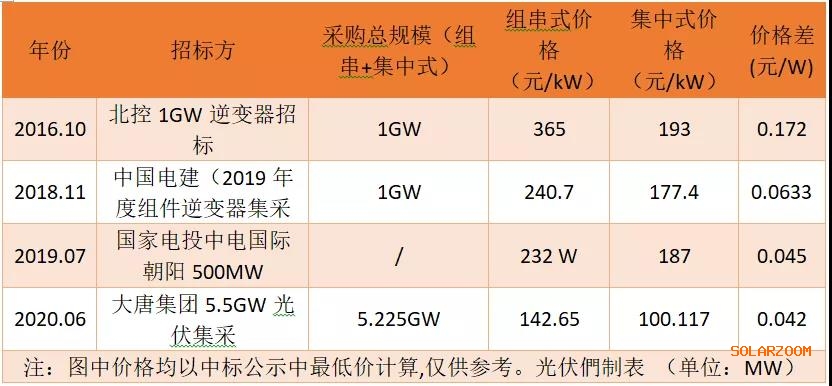 年份 招标方 采购总规模（组串+集中式） 组串式价格（元/kW） 集中式价格（元/kW） 价格差(元/W)
2016.10 北控 1GW 逆变器招标 1GW 365 193 0.172
2018.11 中国电建（2019 年度组件逆变器集采 1GW 240.7 177.4 0.0633
2019.07 国家电投中电国际朝阳 500MW / 232 W 187 0.045
2020.06 大唐集团 5.5GW 光伏集采 5.225GW 142.65 100.117 0.042
注：图中价格均以中标公示中最低价计算,仅供参考。光伏們制表 （单位：MW）
SOLARZOOM